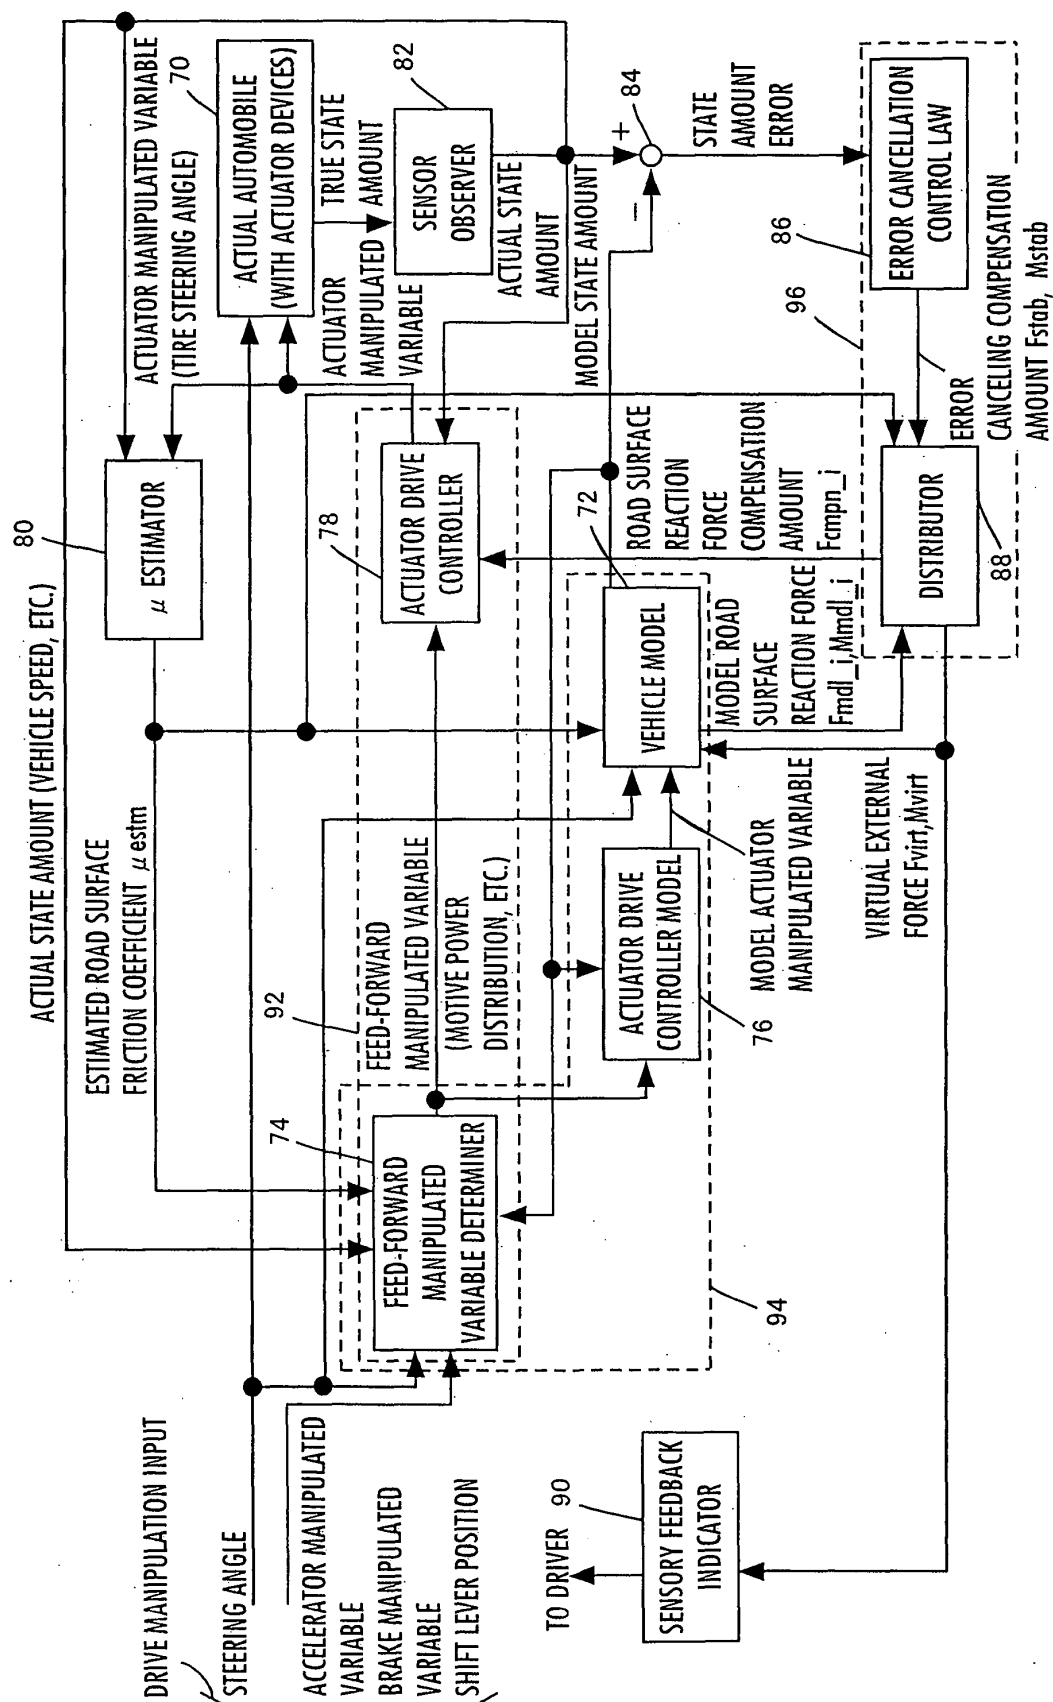 DRIVE MANIPULATION INPUT
STEERING ANGLE
ACCELERATOR MANIPULATED
VARIABLE
BRAKE MANIPULATED
VARIABLE
SHIFT LEVER POSITION
ACTUAL STATE AMOUNT (VEHICLE SPEED, ETC.)
ESTIMATED ROAD SURFACE
FRICTION COEFFICIENT μ estm
80
μ ESTIMATOR
ACTUATOR MANIPULATED VARIABLE
(TIRE STEERING ANGLE)
70
ACTUAL AUTOMOBILE
(WITH ACTUATOR DEVICES)
TRUE STATE
AMOUNT
ACTUATOR
MANIPULATED
VARIABLE
82
SENSOR
OBSERVER
ACTUAL STATE
AMOUNT
92
FEED-FORWARD
MANIPULATED VARIABLE
(MOTIVE POWER
DISTRIBUTION, ETC.)
74
FEED-FORWARD
MANIPULATED
VARIABLE DETERMINER
78
ACTUATOR DRIVE
CONTROLLER
MODEL STATE AMOUNT
+
−
84
STATE
AMOUNT
ERROR
72
VEHICLE MODEL
ROAD SURFACE
REACTION
FORCE
COMPENSATION
AMOUNT
Fcmpn_i
ACTUATOR DRIVE
CONTROLLER MODEL
76
MODEL ACTUATOR
MANIPULATED VARIABLE
MODEL ROAD
SURFACE
REACTION FORCE
Fmdl_i,Mmdl_i
94
96
86
ERROR CANCELLATION
CONTROL LAW
DISTRIBUTOR
88
ERROR
CANCELING COMPENSATION
AMOUNT Fstab, Mstab
VIRTUAL EXTERNAL
FORCE Fvirt,Mvirt
TO DRIVER
90
SENSORY FEEDBACK
INDICATOR